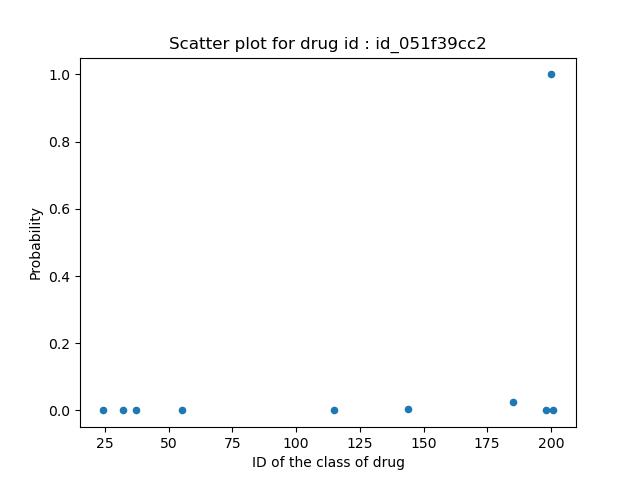 Scatter plot for drug id : id_051f39cc2
1.0
0.8
0.6
0.4
0.2
0.0
Probability
25 50 75 100 125 150 175 200
ID of the class of drug